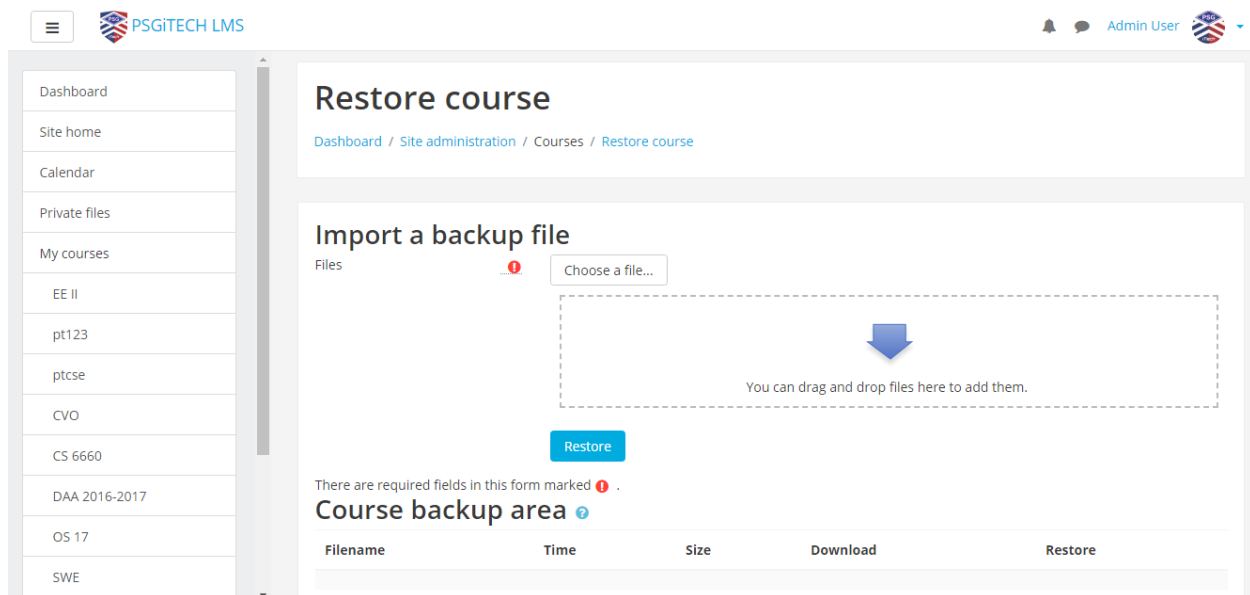 PSGiTECH LMS
Admin User
Dashboard
Site home
Calendar
Private files
My courses
EE II
pt123
ptcse
CVO
CS 6660
DAA 2016-2017
OS 17
SWE
Restore course
Dashboard / Site administration / Courses / Restore course
Import a backup file
Files
Choose a file...
You can drag and drop files here to add them.
Restore
There are required fields in this form marked .
Course backup area
Filename Time Size Download Restore